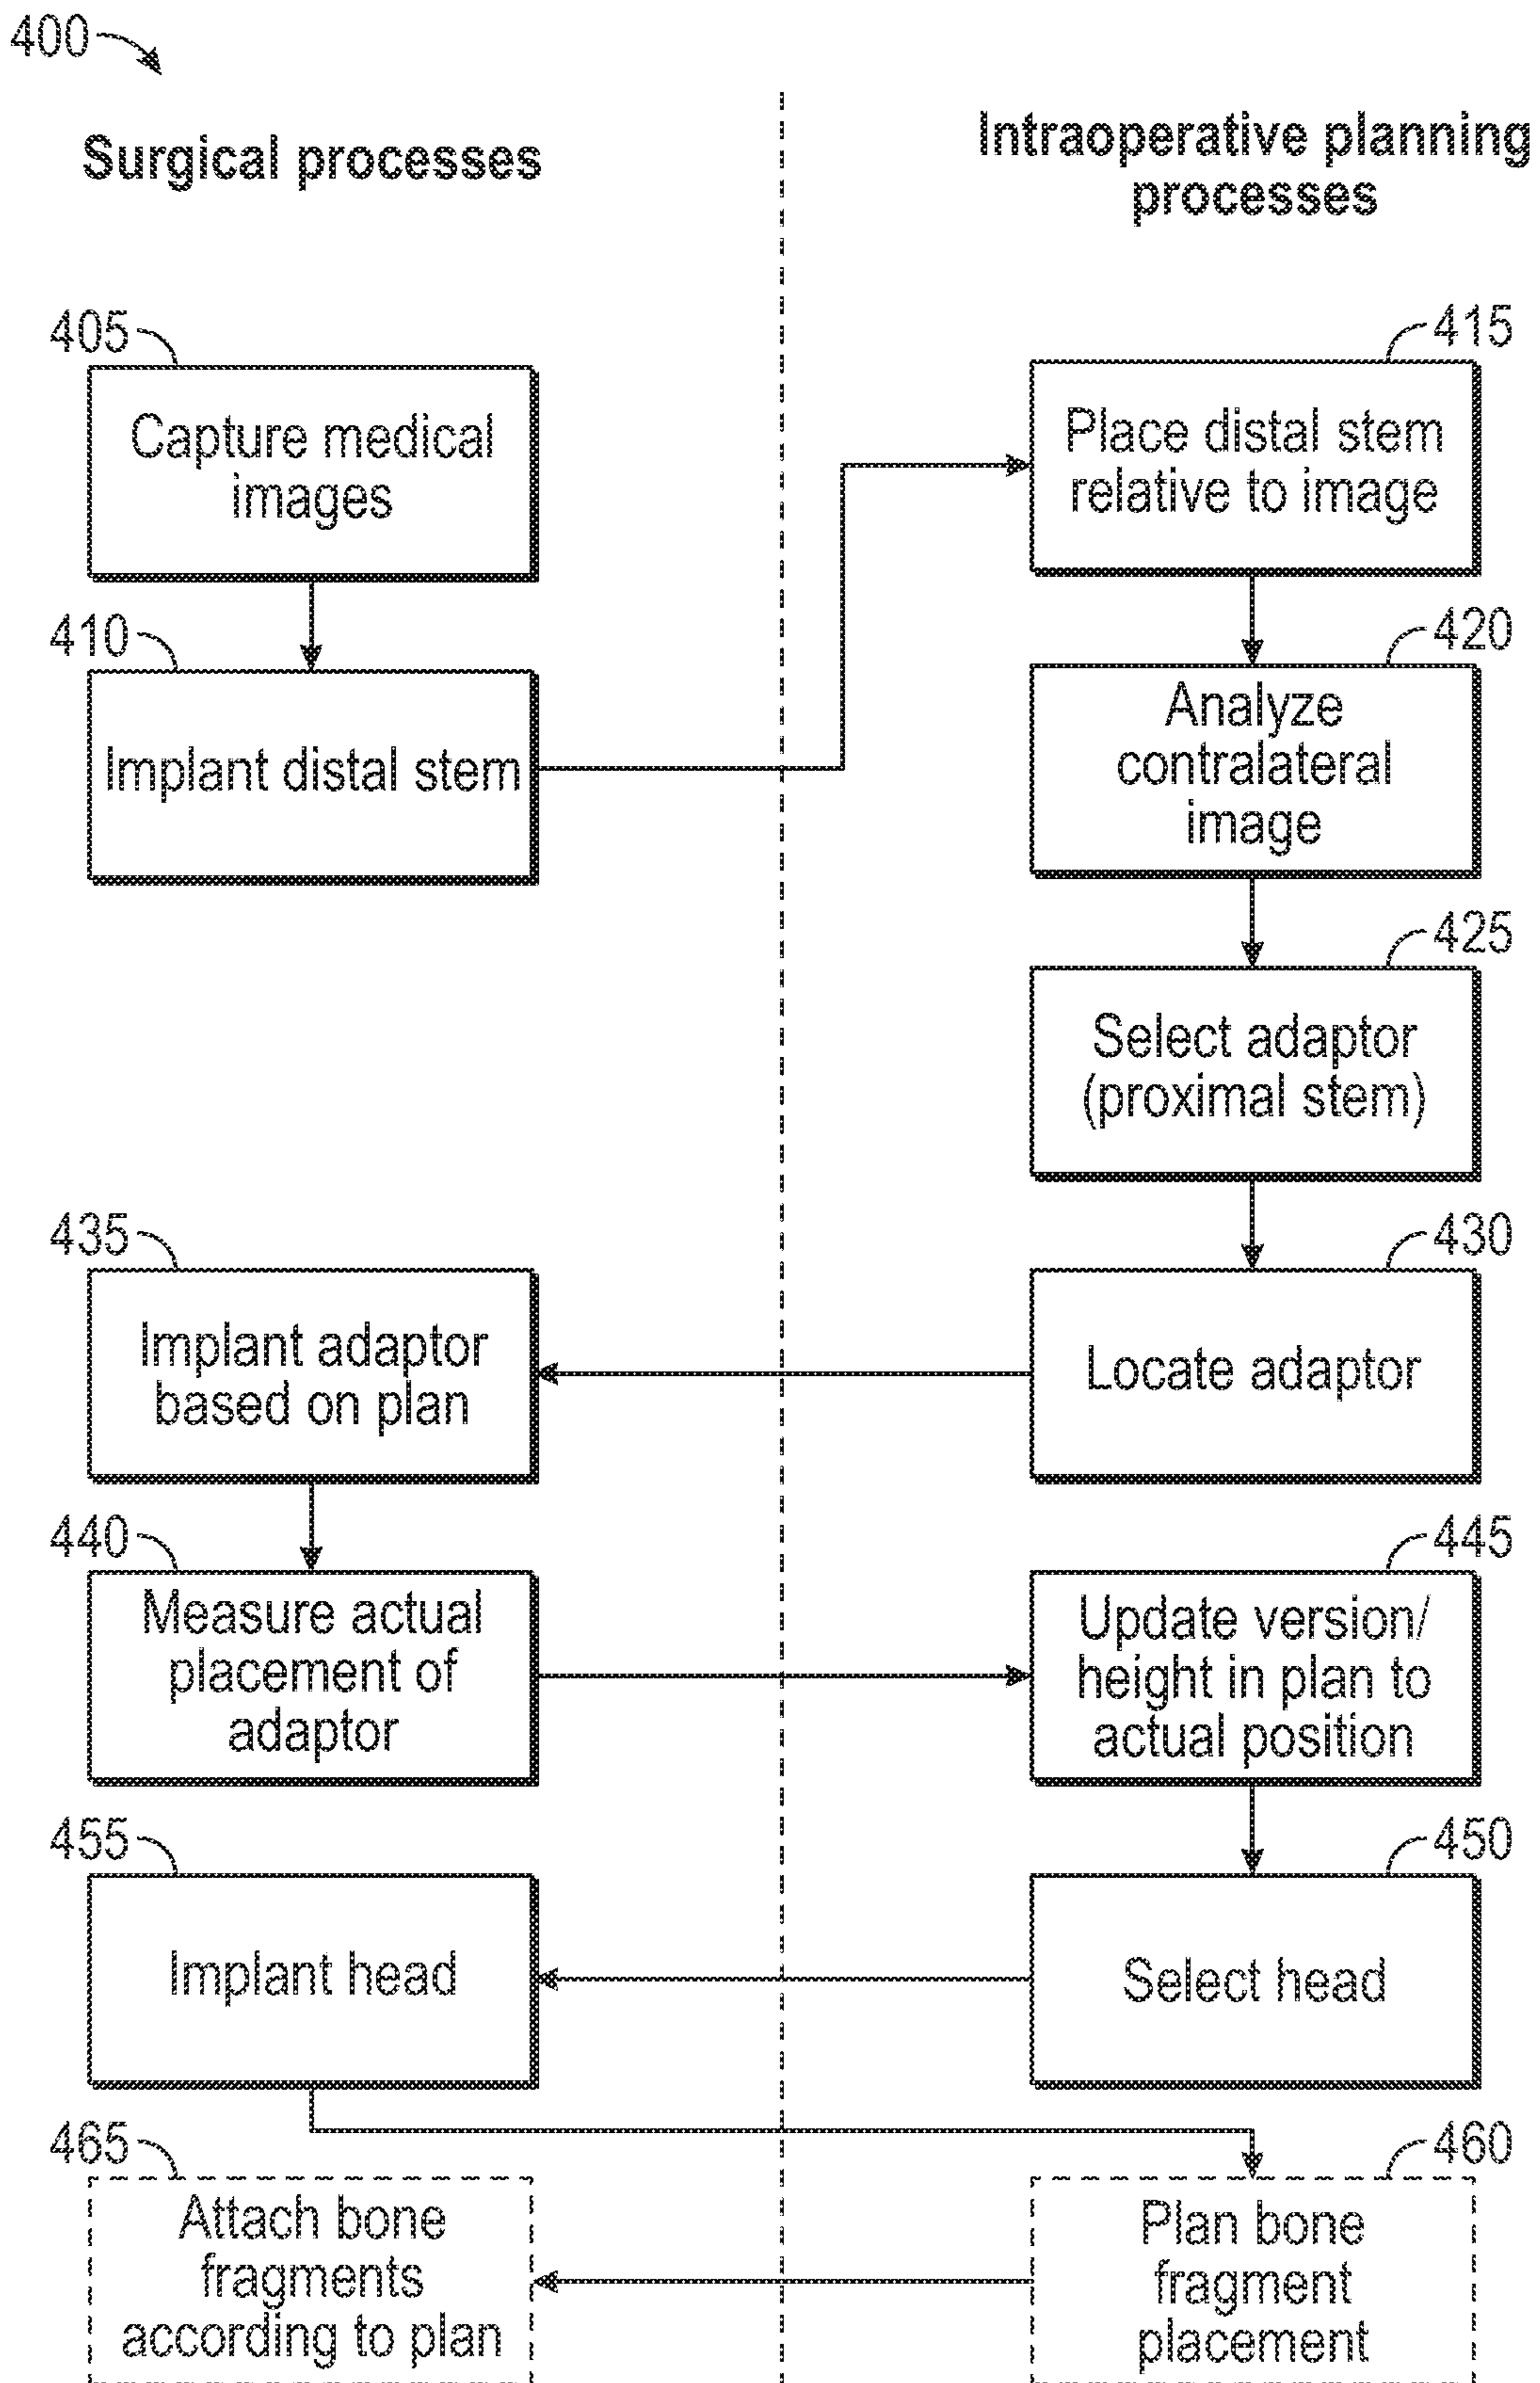 400
Surgical processes
Intraoperative planning
processes
405
Capture medical
images
410
Implant distal stem
415
Place distal stem
relative to image
420
Analyze
contralateral
image
425
Select adaptor
(proximal stem)
430
Locate adaptor
435
Implant adaptor
based on plan
440
Measure actual
placement of
adaptor
445
Update version/
height in plan to
actual position
450
Select head
455
Implant head
460
Plan bone
fragment
placement
465
Attach bone
fragments
according to plan